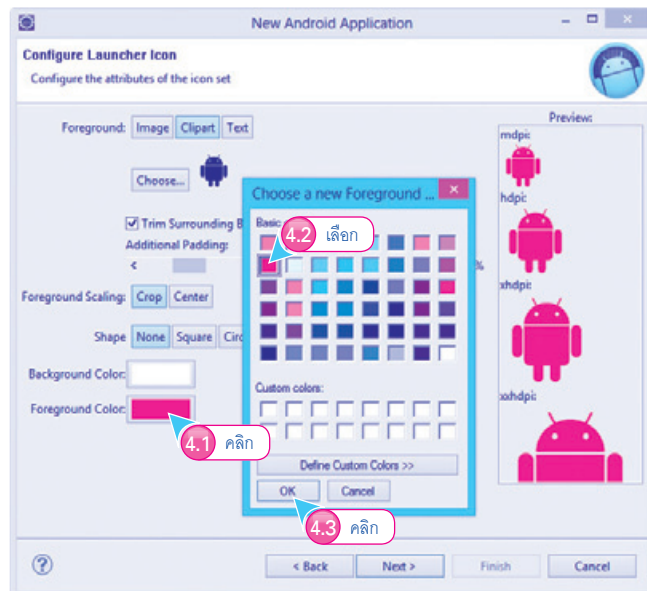 New Android Application
Configure Launcher Icon
Configure the attributes of the icon set
Foreground: Image Clipart Text
Choose...
Trim Surrounding B
Additional Padding:
<
%
Foreground Scaling: Crop Center
Shape None Square Circ
Background Color:
Foreground Color:
4.1 คลิก
Choose a new Foreground ...
Basic
4.2 เลือก
Custom colors:
Define Custom Colors >>
OK Cancel
4.3 คลิก
Preview:
mdpi:
hdpi:
xhdpi:
xxhdpi:
? < Back Next > Finish Cancel